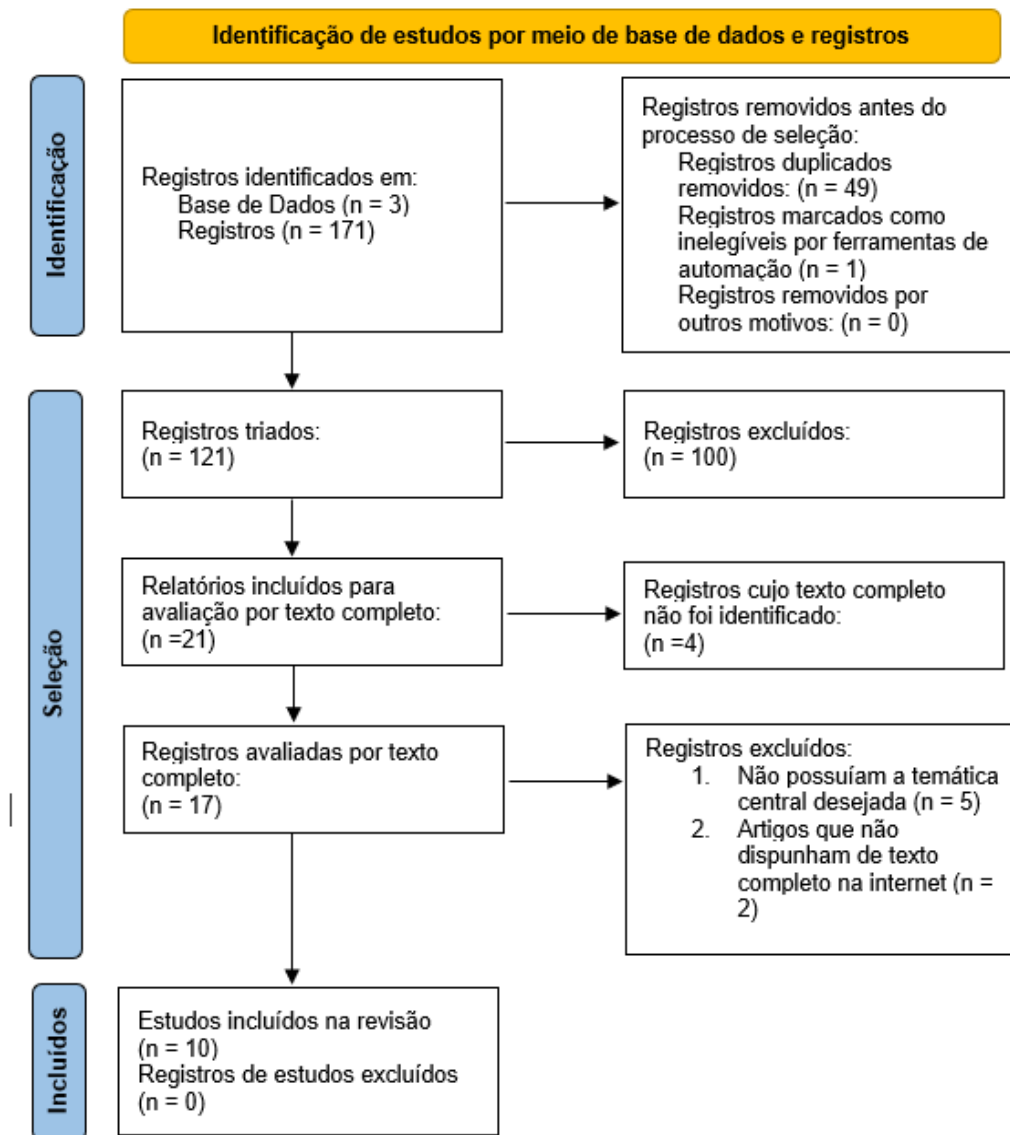 Identificação de estudos por meio de base de dados e registros
Identificação
Registros identificados em:
Base de Dados (n = 3)
Registros (n = 171)
Registros removidos antes do
processo de seleção:
Registros duplicados
removidos: (n = 49)
Registros marcados como
inelegíveis por ferramentas de
automação (n = 1)
Registros removidos por
outros motivos: (n = 0)
Seleção
Registros triados:
(n = 121)
Registros excluídos:
(n = 100)
Relatórios incluídos para
avaliação por texto completo:
(n =21)
Registros cujo texto completo
não foi identificado:
(n =4)
Registros avaliadas por texto
completo:
(n = 17)
Registros excluídos:
1. Não possuíam a temática
central desejada (n = 5)
2. Artigos que não
dispunham de texto
completo na internet (n =
2)
Incluídos
Estudos incluídos na revisão
(n = 10)
Registros de estudos excluídos
(n = 0)